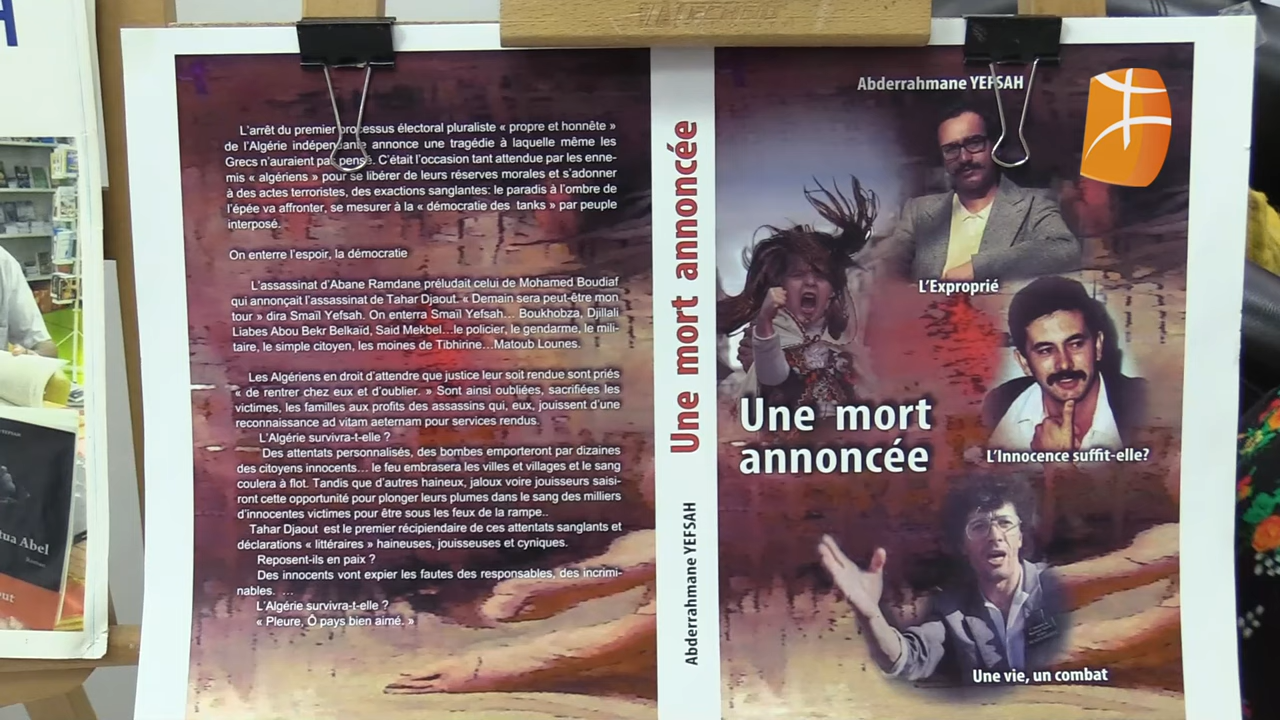 L'arrêt du premier processus électoral pluraliste « propre et honnête »
de l'Algérie indépendante annonce une tragédie à laquelle même les
Grecs n'auraient pas pensé. C'était l'occasion tant attendue par les enne-
mis « algériens » pour se libérer de leurs réserves morales et s'adonner
à des actes terroristes, des exactions sanglantes: le paradis à l'ombre de
l'épée va affronter, se mesurer à la « démocratie des tanks » par peuple
interposé.
On enterre l'espoir, la démocratie
L'assassinat d'Abane Ramdane préludait celui de Mohamed Boudiaf
qui annonçait l'assassinat de Tahar Djaout. « Demain sera peut-être mon
tour » dira Smaïl Yefsah. On enterra Smaïl Yefsah... Boukhobza, Djillali
Liabes Abou Bekr Belkaïd, Said Mekbel...le policier, le gendarme, le mili-
taire, le simple citoyen, les moines de Tibhirine...Matoub Lounes.
Les Algériens en droit d'attendre que justice leur soit rendue sont priés
« de rentrer chez eux et d'oublier. » Sont ainsi oubliées, sacrifiées les
victimes, les familles aux profits des assassins qui, eux, jouissent d'une
reconnaissance ad vitam aeternam pour services rendus.
L'Algérie survivra-t-elle ?
Des attentats personnalisés, des bombes emporteront par dizaines
des citoyens innocents... le feu embrasera les villes et villages et le sang
coulera à flot. Tandis que d'autres haineux, jaloux voire jouisseurs saisi-
ront cette opportunité pour plonger leurs plumes dans le sang des milliers
d'innocentes victimes pour être sous les feux de la rampe..
Tahar Djaout est le premier récipiendaire de ces attentats sanglants et
déclarations « littéraires » haineuses, jouisseuses et cyniques.
Reposent-ils en paix ?
Des innocents vont expier les fautes des responsables, des incrimi-
nables. ...
L'Algérie survivra-t-elle ?
« Pleure, Ô pays bien aimé. »
Une mort annoncée
Abderrahmane YEFSAH
Abderrahmane YEFSAH
L'Exproprié
Une mort
annoncée
L'Innocence suffit-elle?
Une vie, un combat
tua Abel